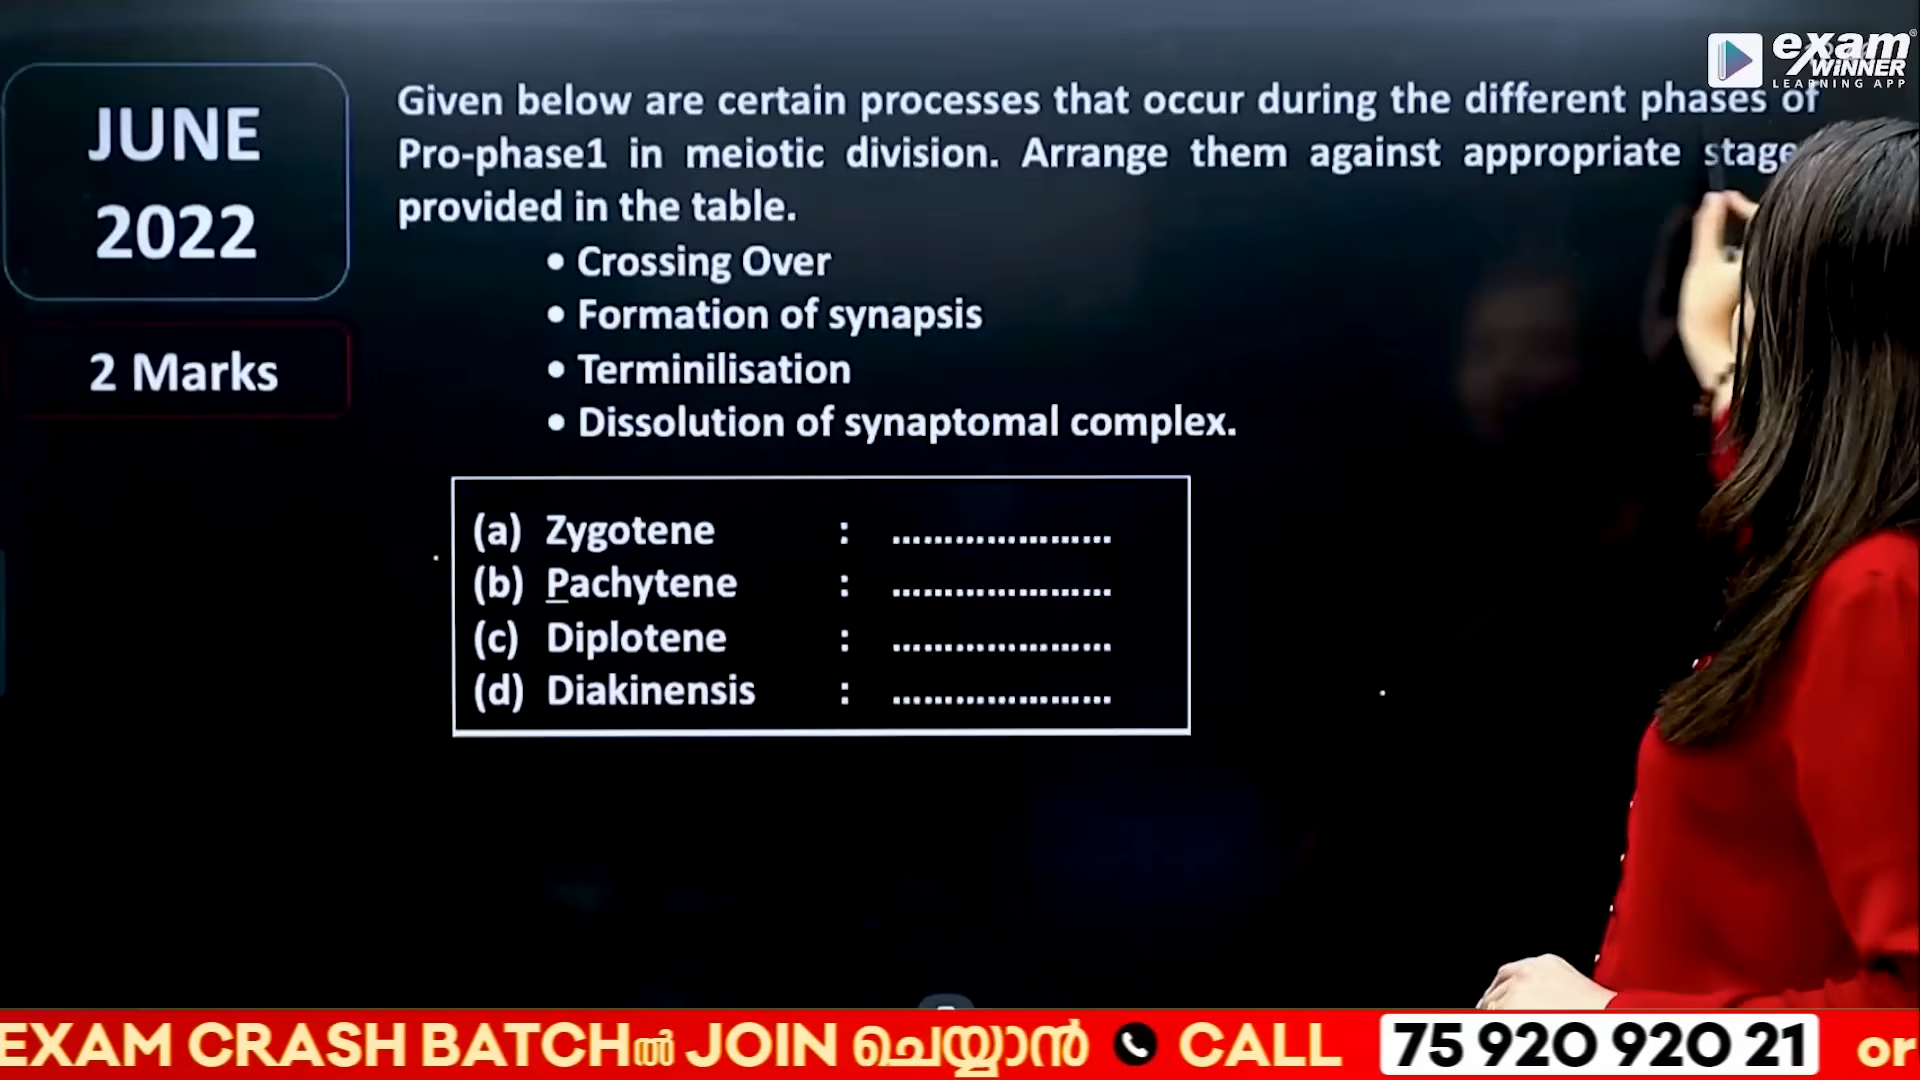 exam
WINNER
LEARNING APP
JUNE
2022
2 Marks
Given below are certain processes that occur during the different phases of
Pro-phase1 in meiotic division. Arrange them against appropriate stage
provided in the table.
• Crossing Over
• Formation of synapsis
• Terminilisation
• Dissolution of synaptomal complex.
(a) Zygotene : .....................
(b) Pachytene : .....................
(c) Diplotene : .....................
(d) Diakinensis : .....................
EXAM CRASH BATCHൽ JOIN ചെയ്യാൻ CALL 75 920 920 21 or